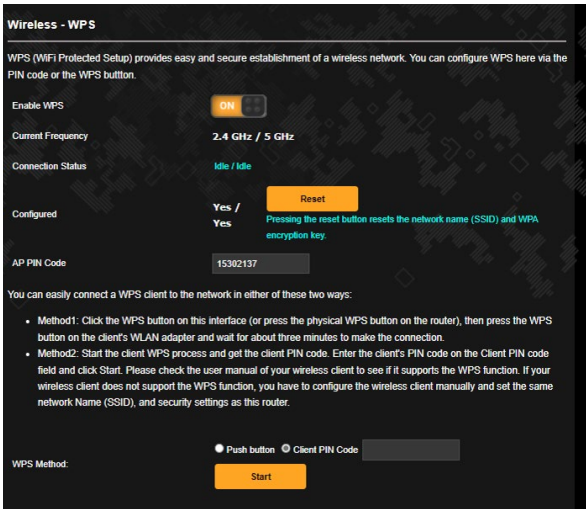 Wireless - WPS
WPS (WiFi Protected Setup) provides easy and secure establishment of a wireless network. You can configure WPS here via the
PIN code or the WPS buttton.
Enable WPS
ON
Current Frequency
2.4 GHz / 5 GHz
Connection Status
Idle / Idle
Configured
Yes /
Yes
Reset
Pressing the reset button resets the network name (SSID) and WPA
encryption key.
AP PIN Code
15302137
You can easily connect a WPS client to the network in either of these two ways:
• Method1: Click the WPS button on this interface (or press the physical WPS button on the router), then press the WPS
button on the client's WLAN adapter and wait for about three minutes to make the connection.
• Method2: Start the client WPS process and get the client PIN code. Enter the client's PIN code on the Client PIN code
field and click Start. Please check the user manual of your wireless client to see if it supports the WPS function. If your
wireless client does not support the WPS function, you have to configure the wireless client manually and set the same
network Name (SSID), and security settings as this router.
WPS Method:
Push button Client PIN Code
Start